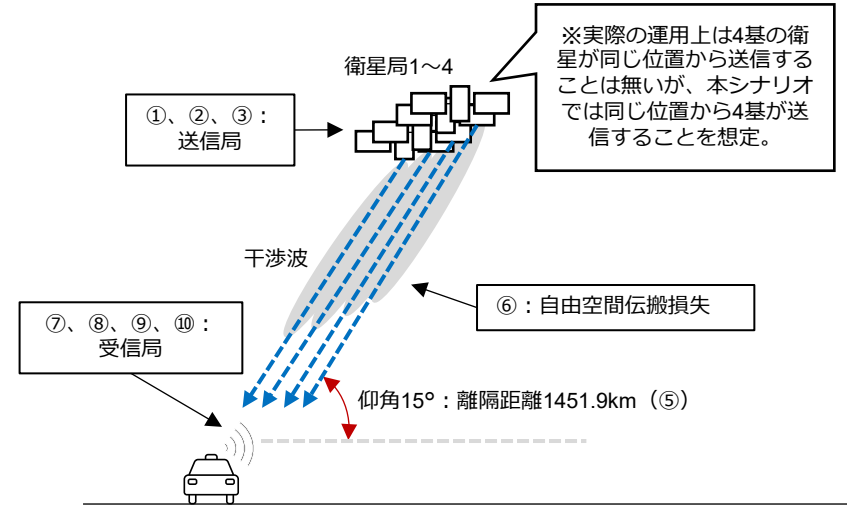 ※実際の運用上は4基の衛
星が同じ位置から送信する
ことは無いが、本シナリオ
では同じ位置から4基が送
信することを想定。
衛星局1～4
①、②、③：
送信局
干渉波
⑥：自由空間伝搬損失
⑦、⑧、⑨、⑩：
受信局
仰角15°：離隔距離1451.9km（⑤）